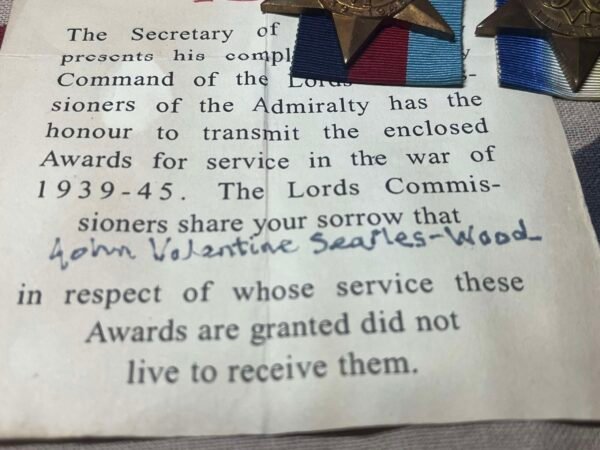 The Secretary of
presents his compl y
Command of the Lords -
sioners of the Admiralty has the
honour to transmit the enclosed
Awards for service in the war of
1939-45. The Lords Commis-
sioners share your sorrow that
John Valentine Searles-Wood
in respect of whose service these
Awards are granted did not
live to receive them.